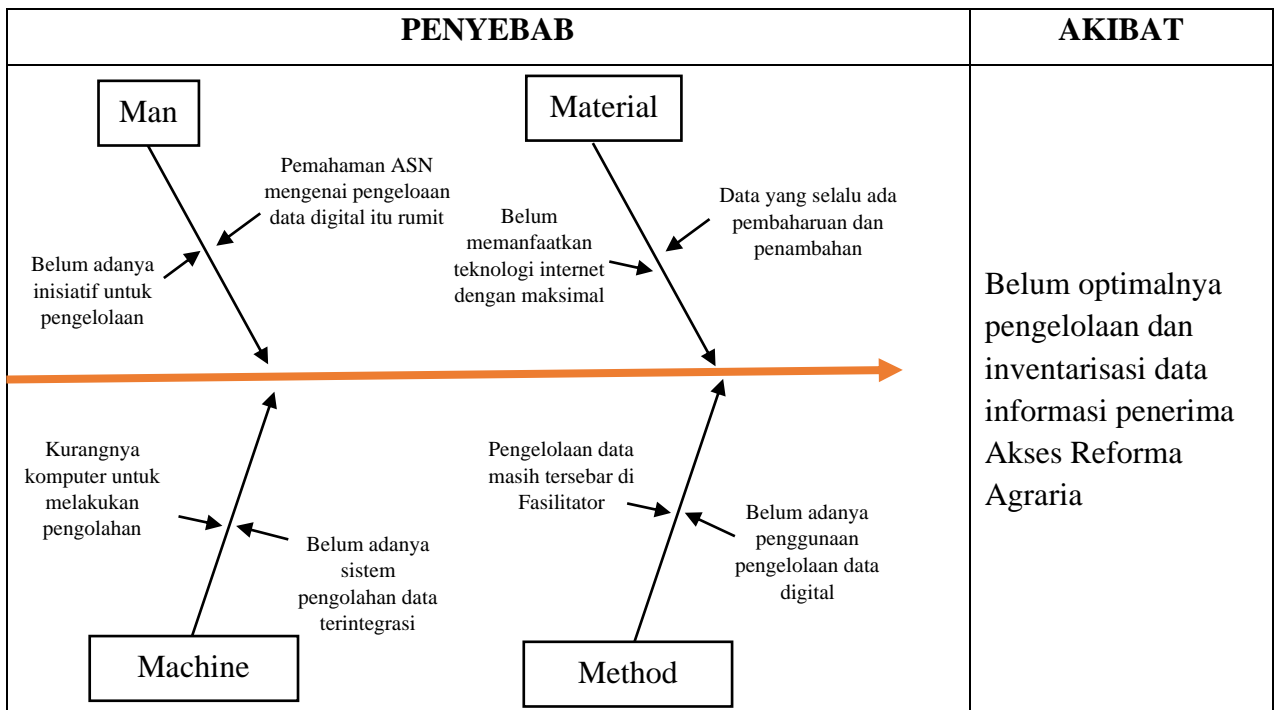 PENYEBAB
AKIBAT
Man
Material
Pemahaman ASN
mengenai pengeloaan
data digital itu rumit
Belum adanya
inisiatif untuk
pengelolaan
Belum
memanfaatkan
teknologi internet
dengan maksimal
Data yang selalu ada
pembaharuan dan
penambahan
Kurangnya
komputer untuk
melakukan
pengolahan
Belum adanya
sistem
pengolahan data
terintegrasi
Pengelolaan data
masih tersebar di
Fasilitator
Belum adanya
penggunaan
pengelolaan data
digital
Machine
Method
Belum optimalnya
pengelolaan dan
inventarisasi data
informasi penerima
Akses Reforma
Agraria